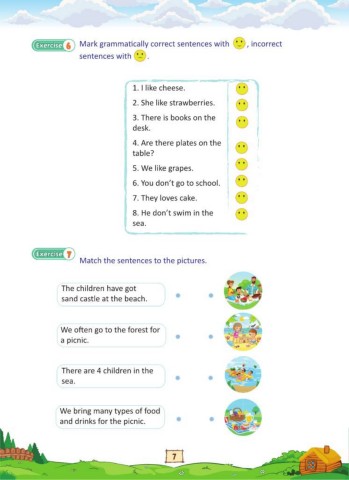 Exercise 6 Mark grammatically correct sentences with , incorrect
sentences with .
1. I like cheese.
2. She like strawberries.
3. There is books on the
desk.
4. Are there plates on the
table?
5. We like grapes.
6. You don't go to school.
7. They loves cake.
8. He don't swim in the
sea.
Exercise 7
Match the sentences to the pictures.
The children have got
sand castle at the beach.
We often go to the forest for
a picnic.
There are 4 children in the
sea.
We bring many types of food
and drinks for the picnic.
7